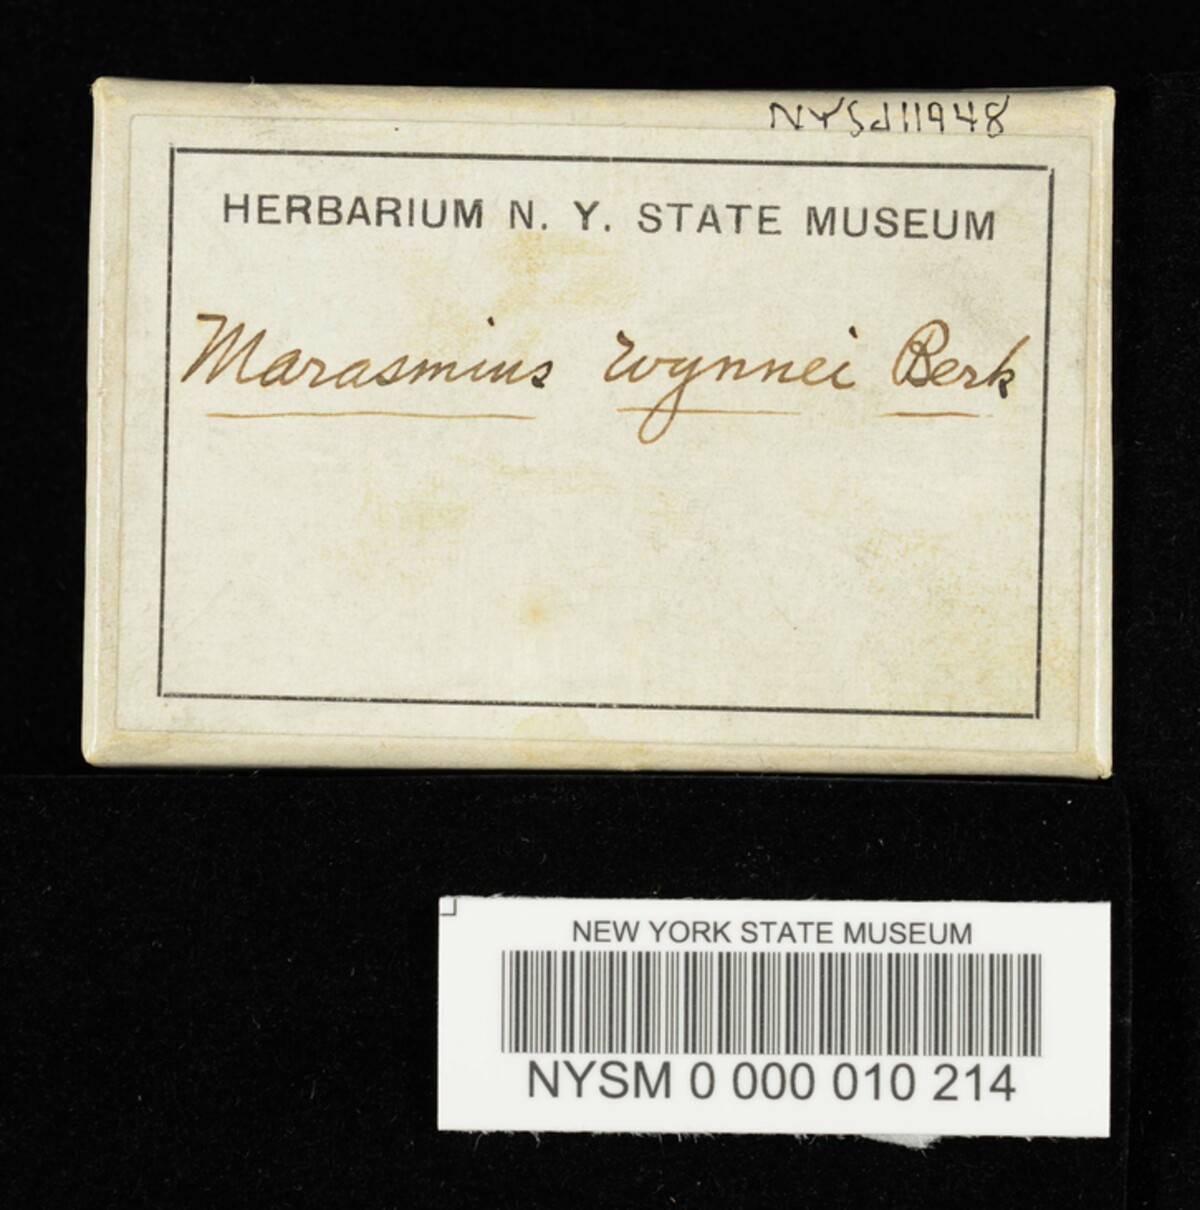 NYSd11948
HERBARIUM N. Y. STATE MUSEUM
Marasmius wynnei Berk
NEW YORK STATE MUSEUM
NYSM 0 000 010 214